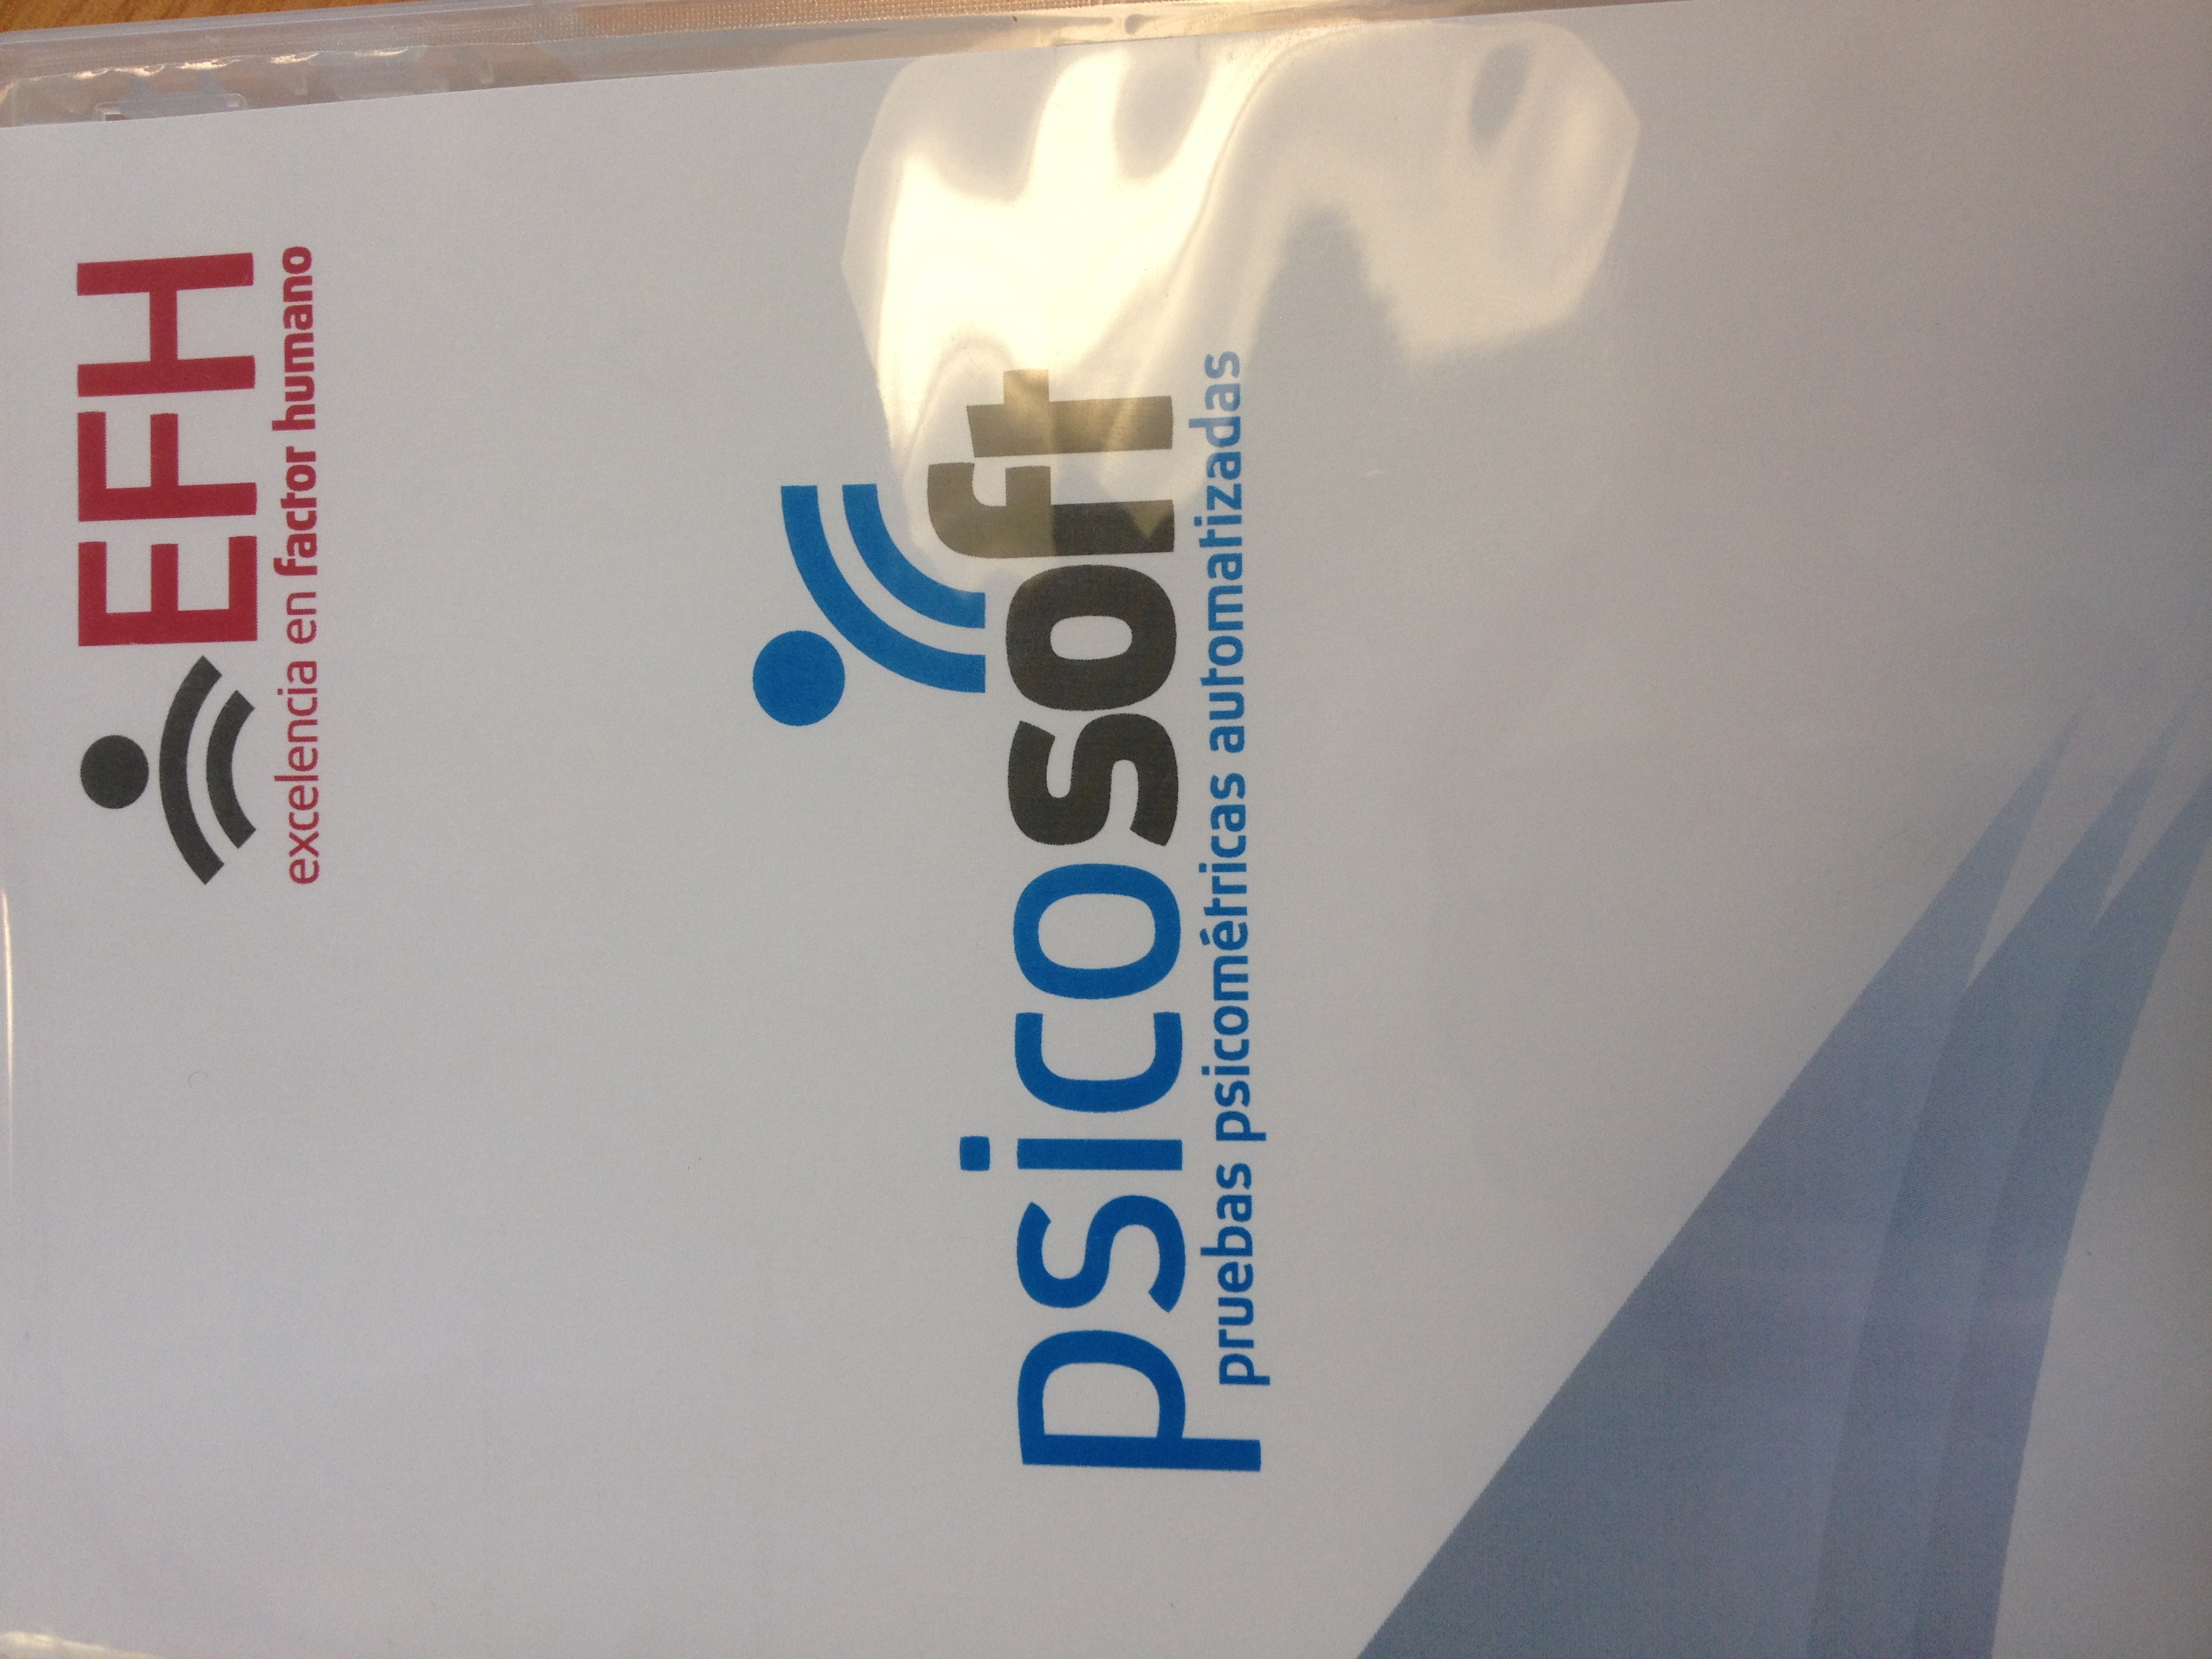 EFH
excelencia en factor humano
psicosoft
pruebas psicométricas automatizadas